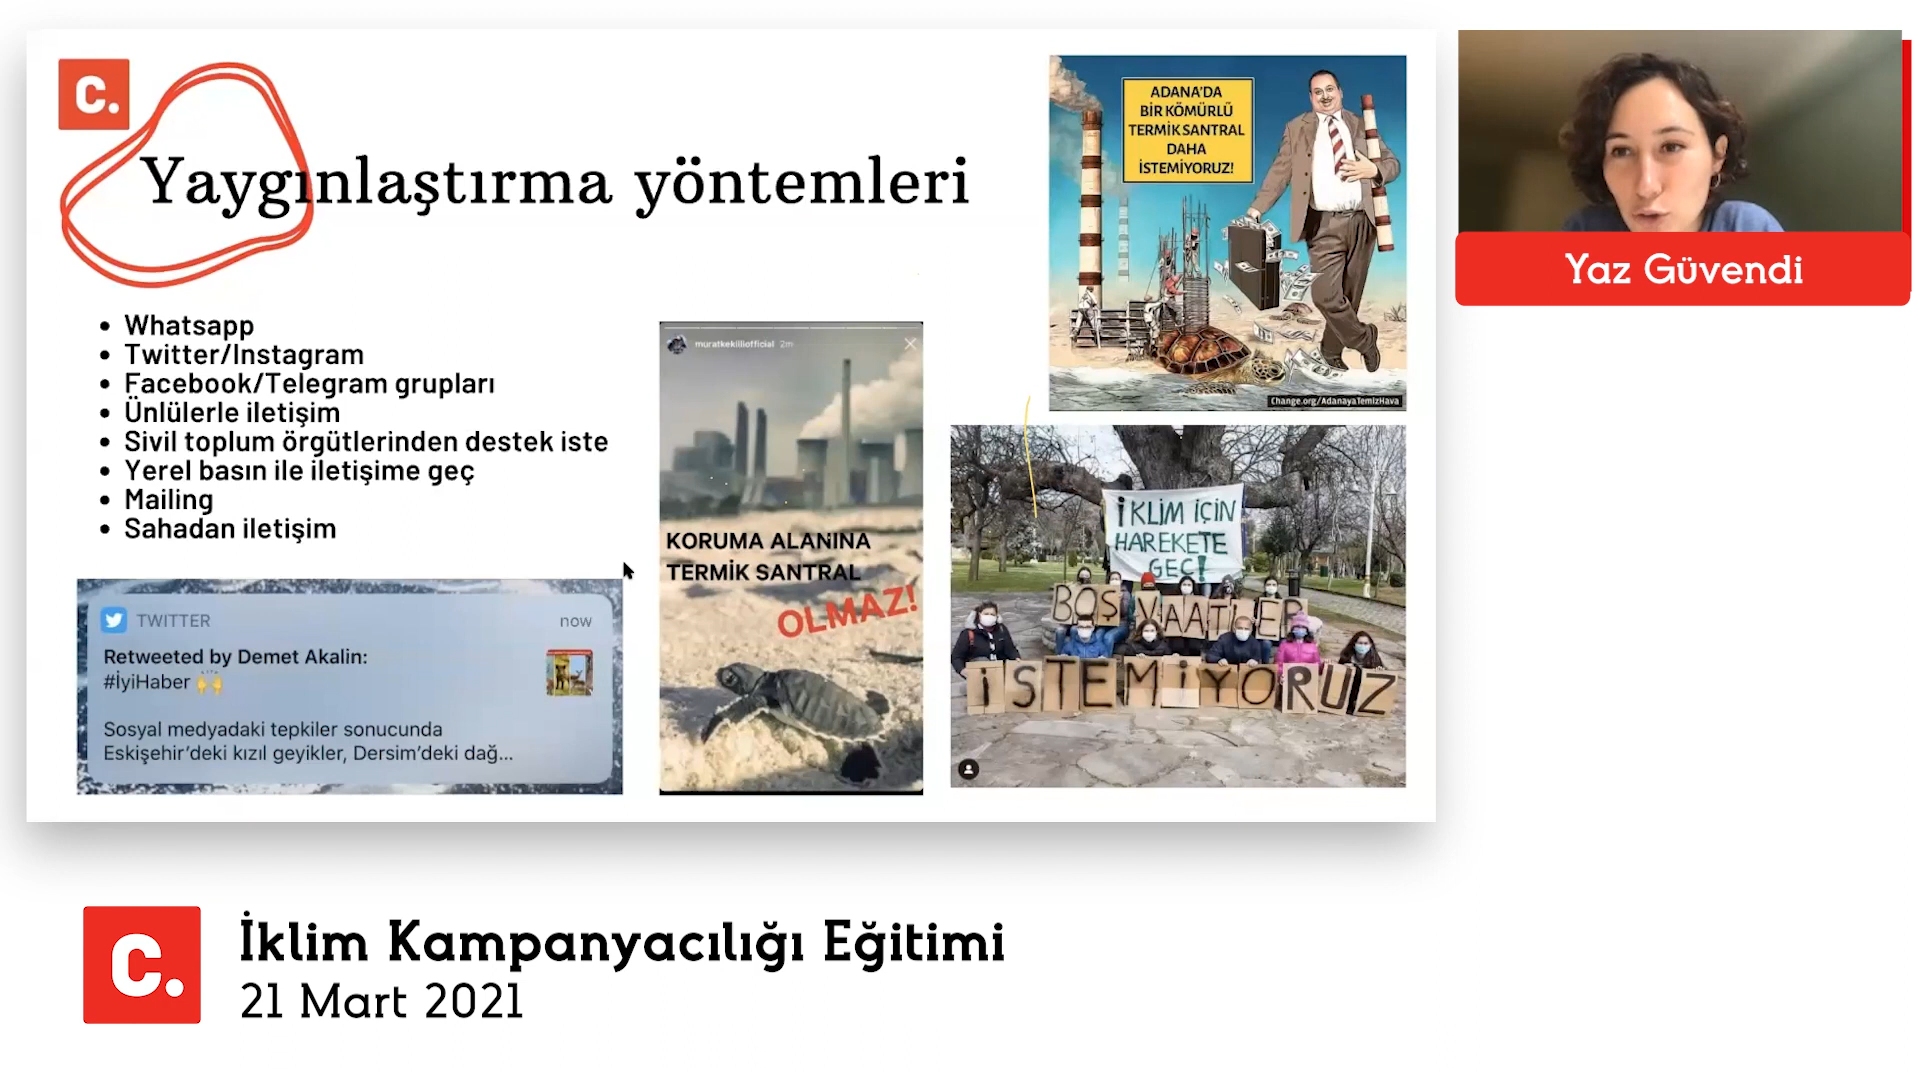 C.
Yaygınlaştırma yöntemleri
Whatsapp
Twitter/Instagram
Facebook/Telegram grupları
Ünlülerle iletişim
Sivil toplum örgütlerinden destek iste
Yerel basın ile iletişime geç
Mailing
Sahadan iletişim
TWITTER
now
Retweeted by Demet Akalin:
#İyiHaber 🙌
Sosyal medyadaki tepkiler sonucunda
Eskişehir'deki kızıl geyikler, Dersim'deki dağ...
muratkekilliofficial 2m
KORUMA ALANINA
TERMİK SANTRAL
OLMAZ!
ADANA'DA
BİR KÖMÜRLÜ
TERMİK SANTRAL
DAHA
İSTEMİYORUZ!
Change.org/AdanayaTemizHava
İKLİM İÇİN
HAREKETE
GEÇ!
BOŞ VAATLER
İSTEMİYORUZ
Yaz Güvendi
C.
İklim Kampanyacılığı Eğitimi
21 Mart 2021